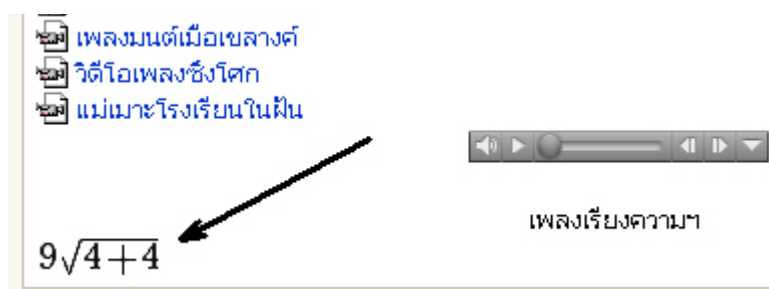 เพลงมนต์เมืองเขลางค์
วิดีโอเพลงซึงโศก
แม่เมาะโรงเรียนในฝัน
เพลงเรียงความฯ
9√4+4